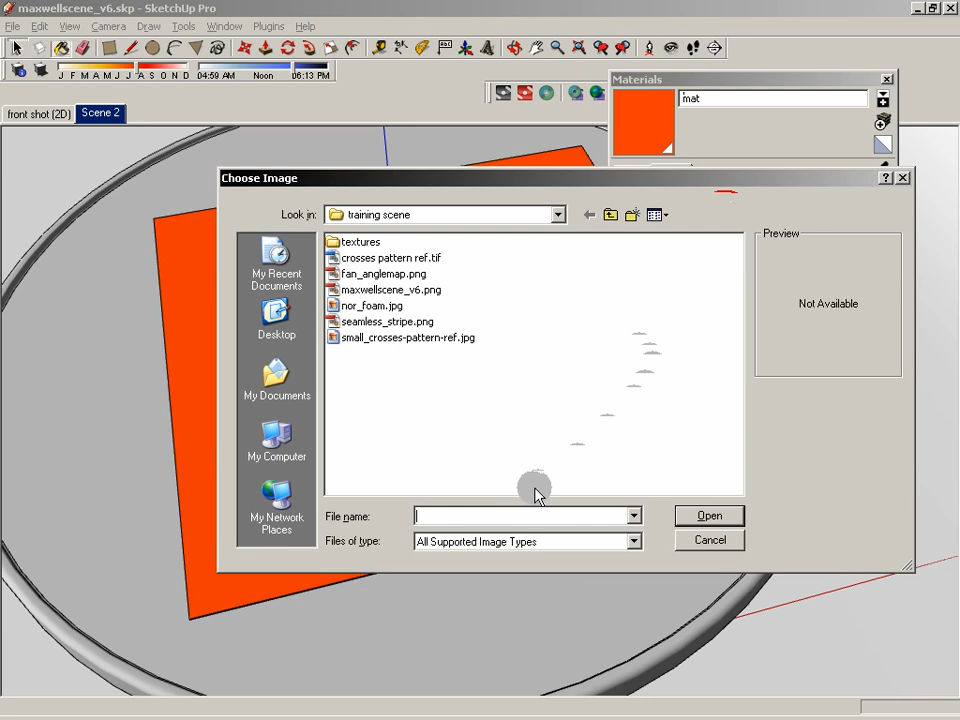 maxwellscene_v6.skp - SketchUp Pro
File Edit View Camera Draw Tools Window Plugins Help
J F M A M J J A S O N D 04:59 AM Noon 06:13 PM
Materials
mat
front shot (2D) Scene 2
Choose Image
Look in: training scene
My Recent Documents
Desktop
My Documents
My Computer
My Network Places
textures
crosses pattern ref.tif
fan_anglemap.png
maxwellscene_v6.png
nor_foam.jpg
seamless_stripe.png
small_crosses-pattern-ref.jpg
Preview
Not Available
File name: Open
Files of type: All Supported Image Types Cancel